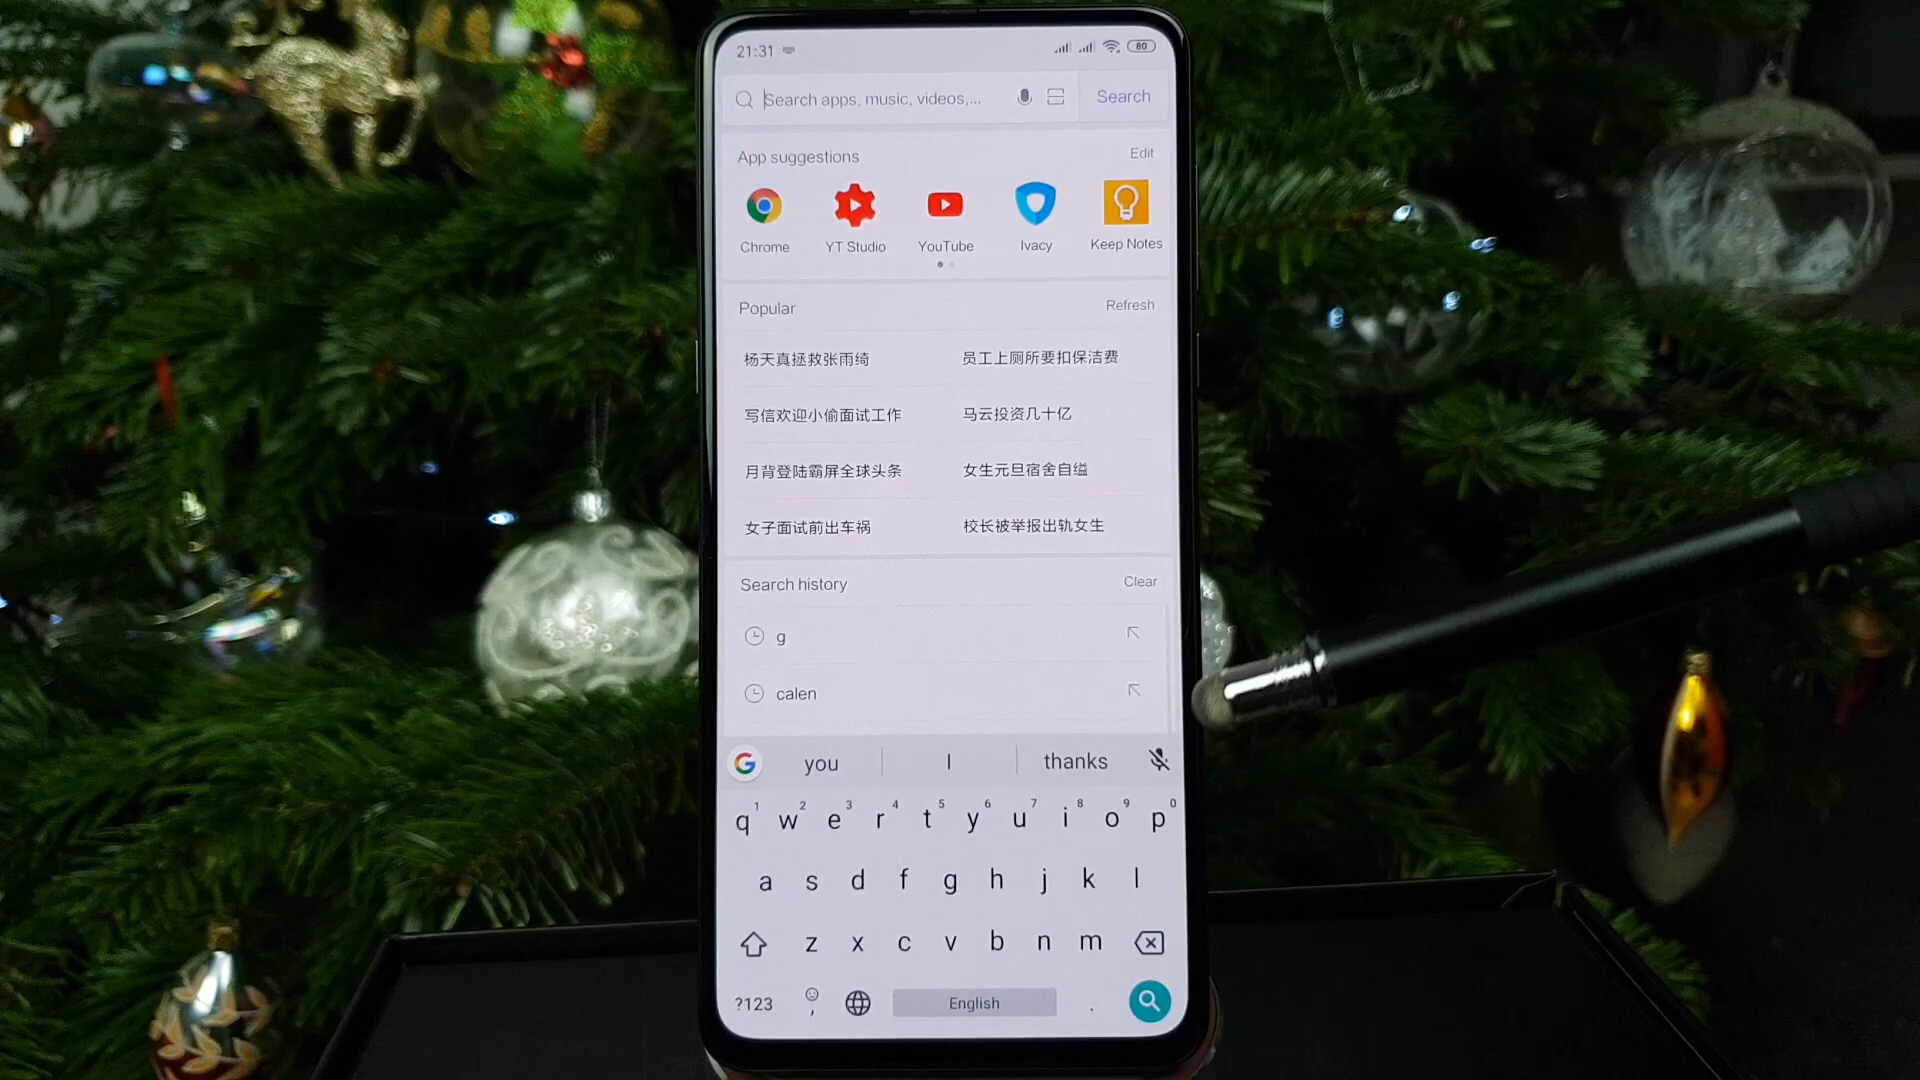 21:31
80
Search apps, music, videos,...
Search
App suggestions
Edit
Chrome
YT Studio
YouTube
Ivacy
Keep Notes
Popular
Refresh
杨天真拯救张雨绮
员工上厕所要扣保洁费
写信欢迎小偷面试工作
马云投资几十亿
月背登陆霸屏全球头条
女生元旦宿舍自缢
女子面试前出车祸
校长被举报出轨女生
Search history
Clear
g
calen
G
you
I
thanks
1 2 3 4 5 6 7 8 9 0
q w e r t y u i o p
a s d f g h j k l
z x c v b n m
?123
,
English
.